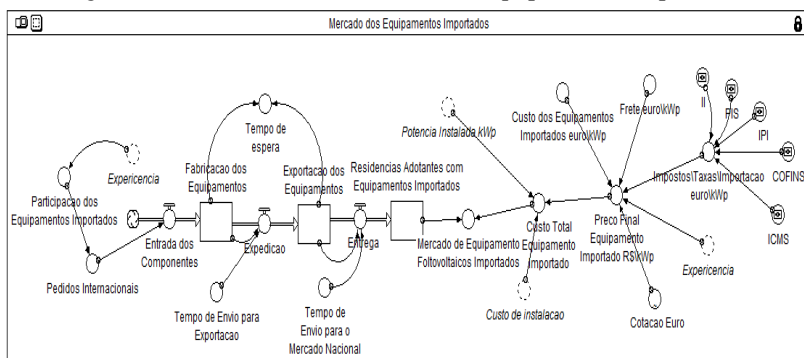 Mercado dos Equipamentos Importados
II
PIS
IPI
COFINS
ICMS
Impostos\Taxas\Importacao
euro\kWp
Frete euro\kWp
Custo dos Equipamentos
Importados euro\kWp
Potencia Instalada kWp
Tempo de
espera
Expericencia
Fabricacao dos
Equipamentos
Exportacao dos
Equipamentos
Residencias Adotantes com
Equipamentos Importados
Participacao dos
Equipamentos Importados
Entrada dos
Componentes
Expedicao
Entrega
Mercado de Equipamento
Foltovoltaicos Importados
Custo Total
Equipamento
importado
Preco Final
Equipamento
Importado R$\kWp
Expericencia
Pedidos Internacionais
Tempo de Envio para
Exportacao
Tempo de
Envio para o
Mercado Nacional
Custo de instalacao
Cotacao Euro